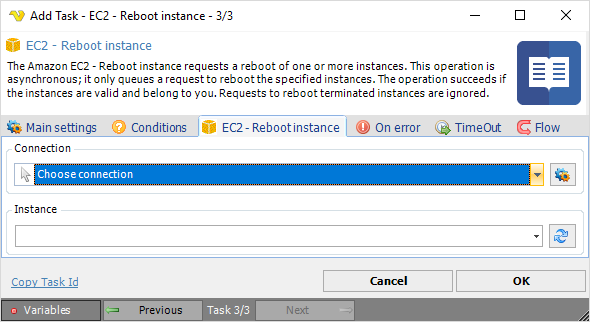 Add Task - EC2 - Reboot instance - 3/3
EC2 - Reboot instance
The Amazon EC2 - Reboot instance requests a reboot of one or more instances. This operation is
asynchronous; it only queues a request to reboot the specified instances. The operation succeeds if
the instances are valid and belong to you. Requests to reboot terminated instances are ignored.
Main settings Conditions EC2 - Reboot instance On error TimeOut Flow
Connection
Choose connection
Instance
Copy Task Id Cancel OK
Variables Previous Task 3/3 Next